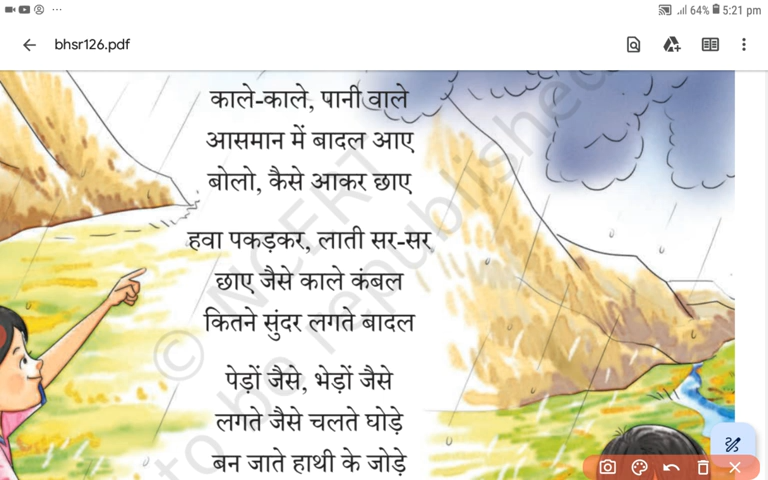 64% 5:21 pm
bhsr126.pdf
काले-काले, पानी वाले
आसमान में बादल आए
बोलो, कैसे आकर छाए
हवा पकड़कर, लाती सर-सर
छाए जैसे काले कंबल
कितने सुंदर लगते बादल
पेड़ों जैसे, भेड़ों जैसे
लगते जैसे चलते घोड़े
बन जाते हाथी के जोड़े
© NCERT
to be republished